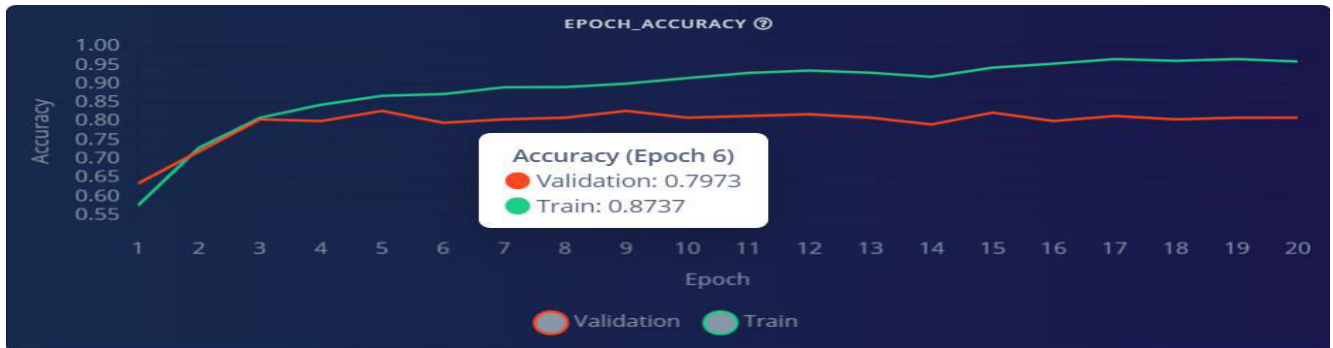 EPOCH_ACCURACY ?
1.00
0.95
0.90
0.85
0.80
0.75
0.70
0.65
0.60
0.55
Accuracy
Accuracy (Epoch 6)
Validation: 0.7973
Train: 0.8737
1 2 3 4 5 6 7 8 9 10 11 12 13 14 15 16 17 18 19 20
Epoch
Validation Train